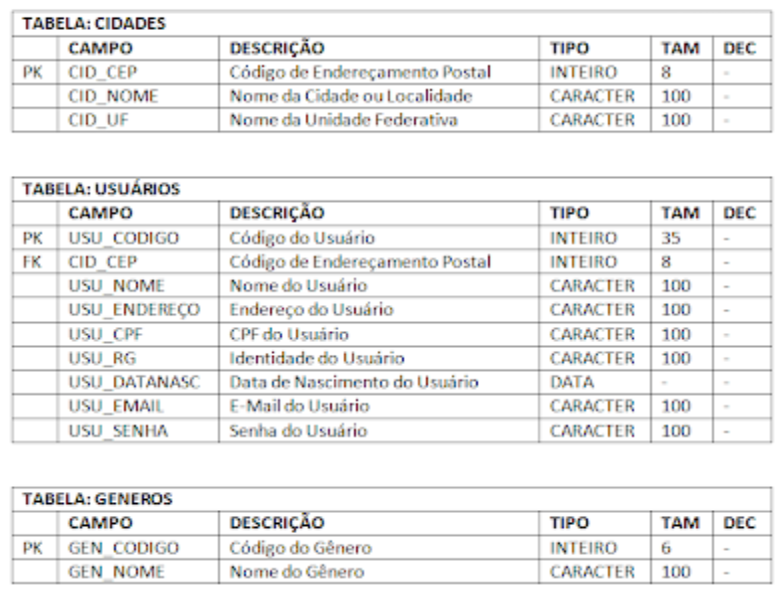 TABELA: CIDADES
CAMPO DESCRIÇÃO TIPO TAM DEC
PK CID_CEP Código de Endereçamento Postal INTEIRO 8 -
CID_NOME Nome da Cidade ou Localidade CARACTER 100 -
CID_UF Nome da Unidade Federativa CARACTER 100 -
TABELA: USUÁRIOS
CAMPO DESCRIÇÃO TIPO TAM DEC
PK USU_CODIGO Código do Usuário INTEIRO 35 -
FK CID_CEP Código de Endereçamento Postal INTEIRO 8 -
USU_NOME Nome do Usuário CARACTER 100 -
USU_ENDEREÇO Endereço do Usuário CARACTER 100 -
USU_CPF CPF do Usuário CARACTER 100 -
USU_RG Identidade do Usuário CARACTER 100 -
USU_DATANASC Data de Nascimento do Usuário DATA - -
USU_EMAIL E-Mail do Usuário CARACTER 100 -
USU_SENHA Senha do Usuário CARACTER 100 -
TABELA: GENEROS
CAMPO DESCRIÇÃO TIPO TAM DEC
PK GEN_CODIGO Código do Gênero INTEIRO 6 -
GEN_NOME Nome do Gênero CARACTER 100 -